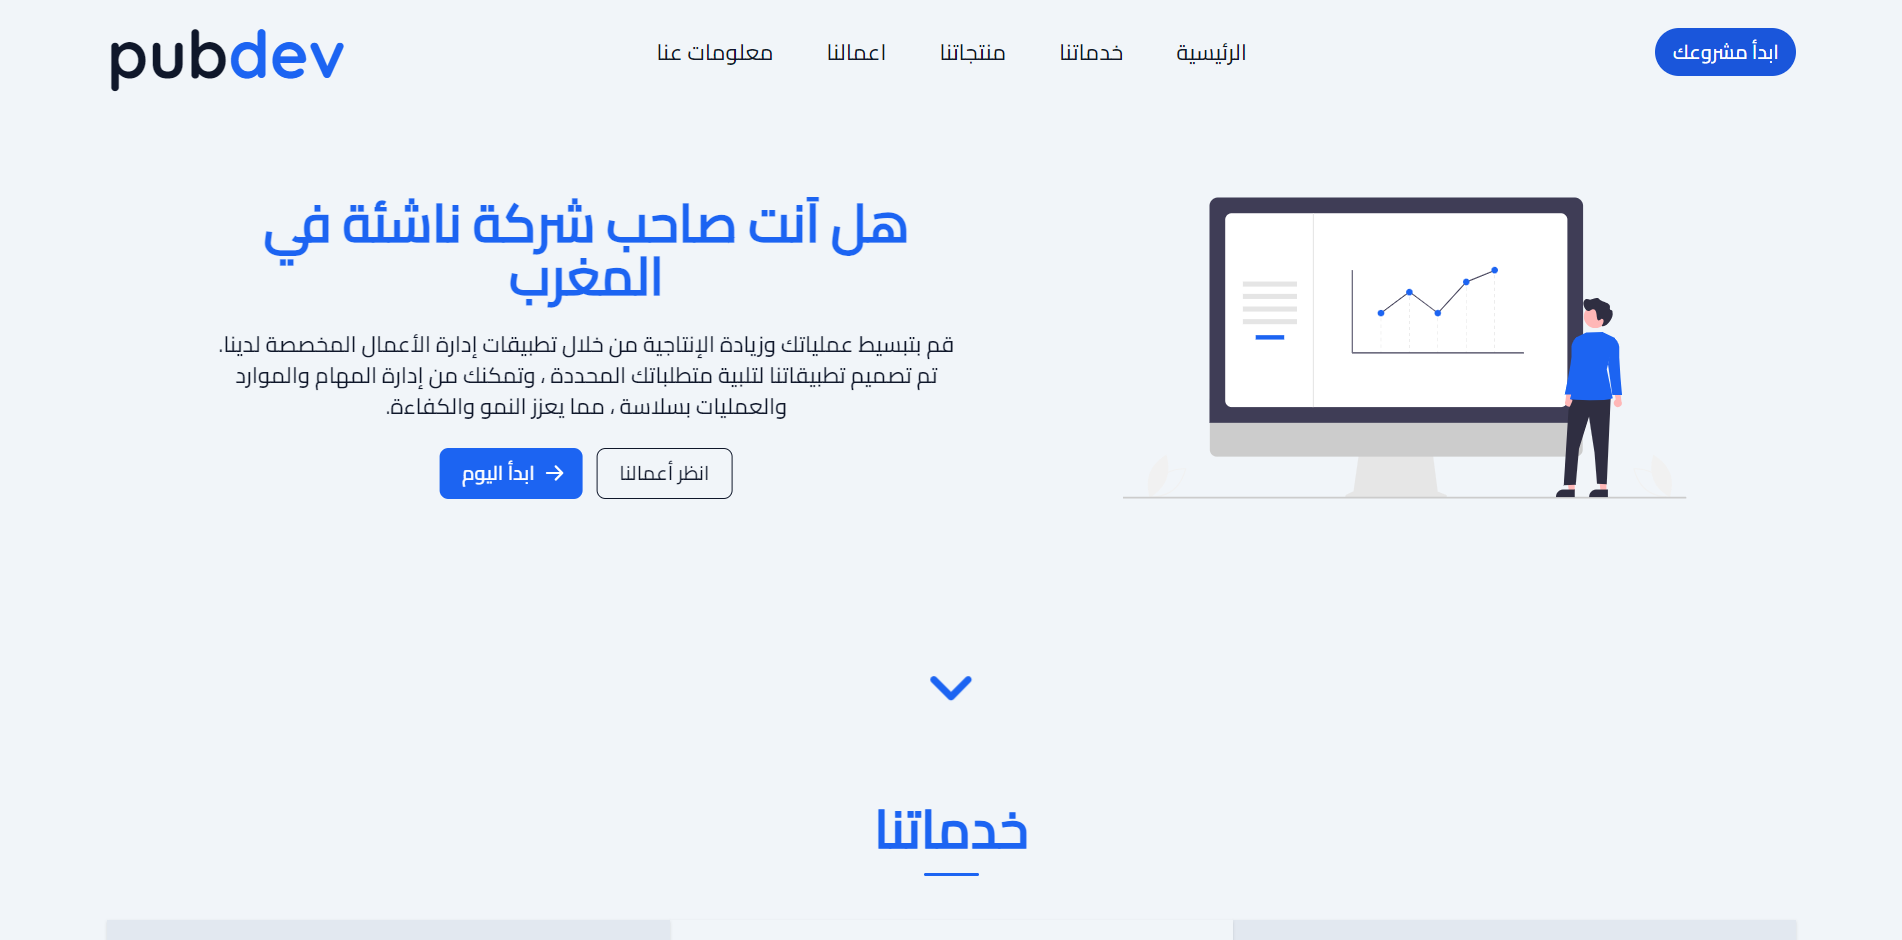 pubdev
الرئيسية
خدماتنا
منتجاتنا
اعمالنا
معلومات عنا
ابدأ مشروعك
هل أنت صاحب شركة ناشئة في
المغرب
قم بتبسيط عملياتك وزيادة الإنتاجية من خلال تطبيقات إدارة الأعمال المخصصة لدينا.
تم تصميم تطبيقاتنا لتلبية متطلباتك المحددة ، وتمكنك من إدارة المهام والموارد
والعمليات بسلاسة ، مما يعزز النمو والكفاءة.
انظر أعمالنا
ابدأ اليوم
خدماتنا